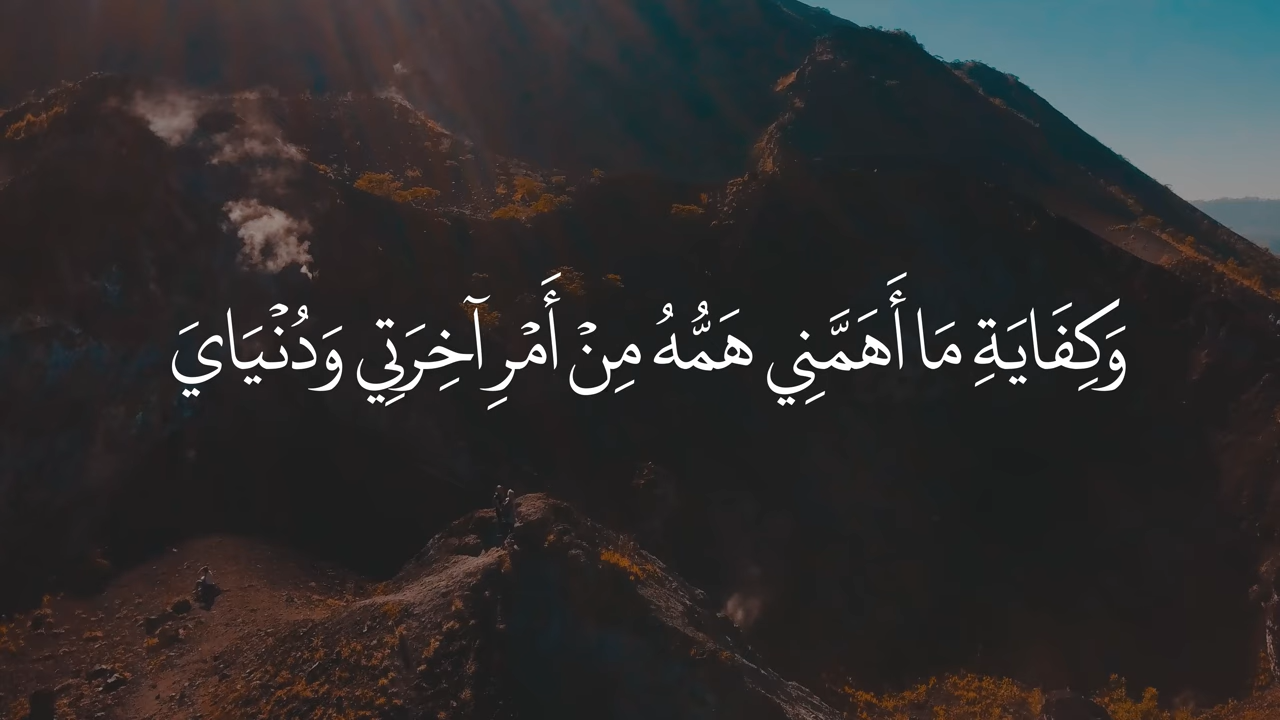 وَكِفَايَةِ مَا أَهَمَّنِي هَمُّهُ مِنْ أَمْرِ آخِرَتِي وَدُنْيَايَ